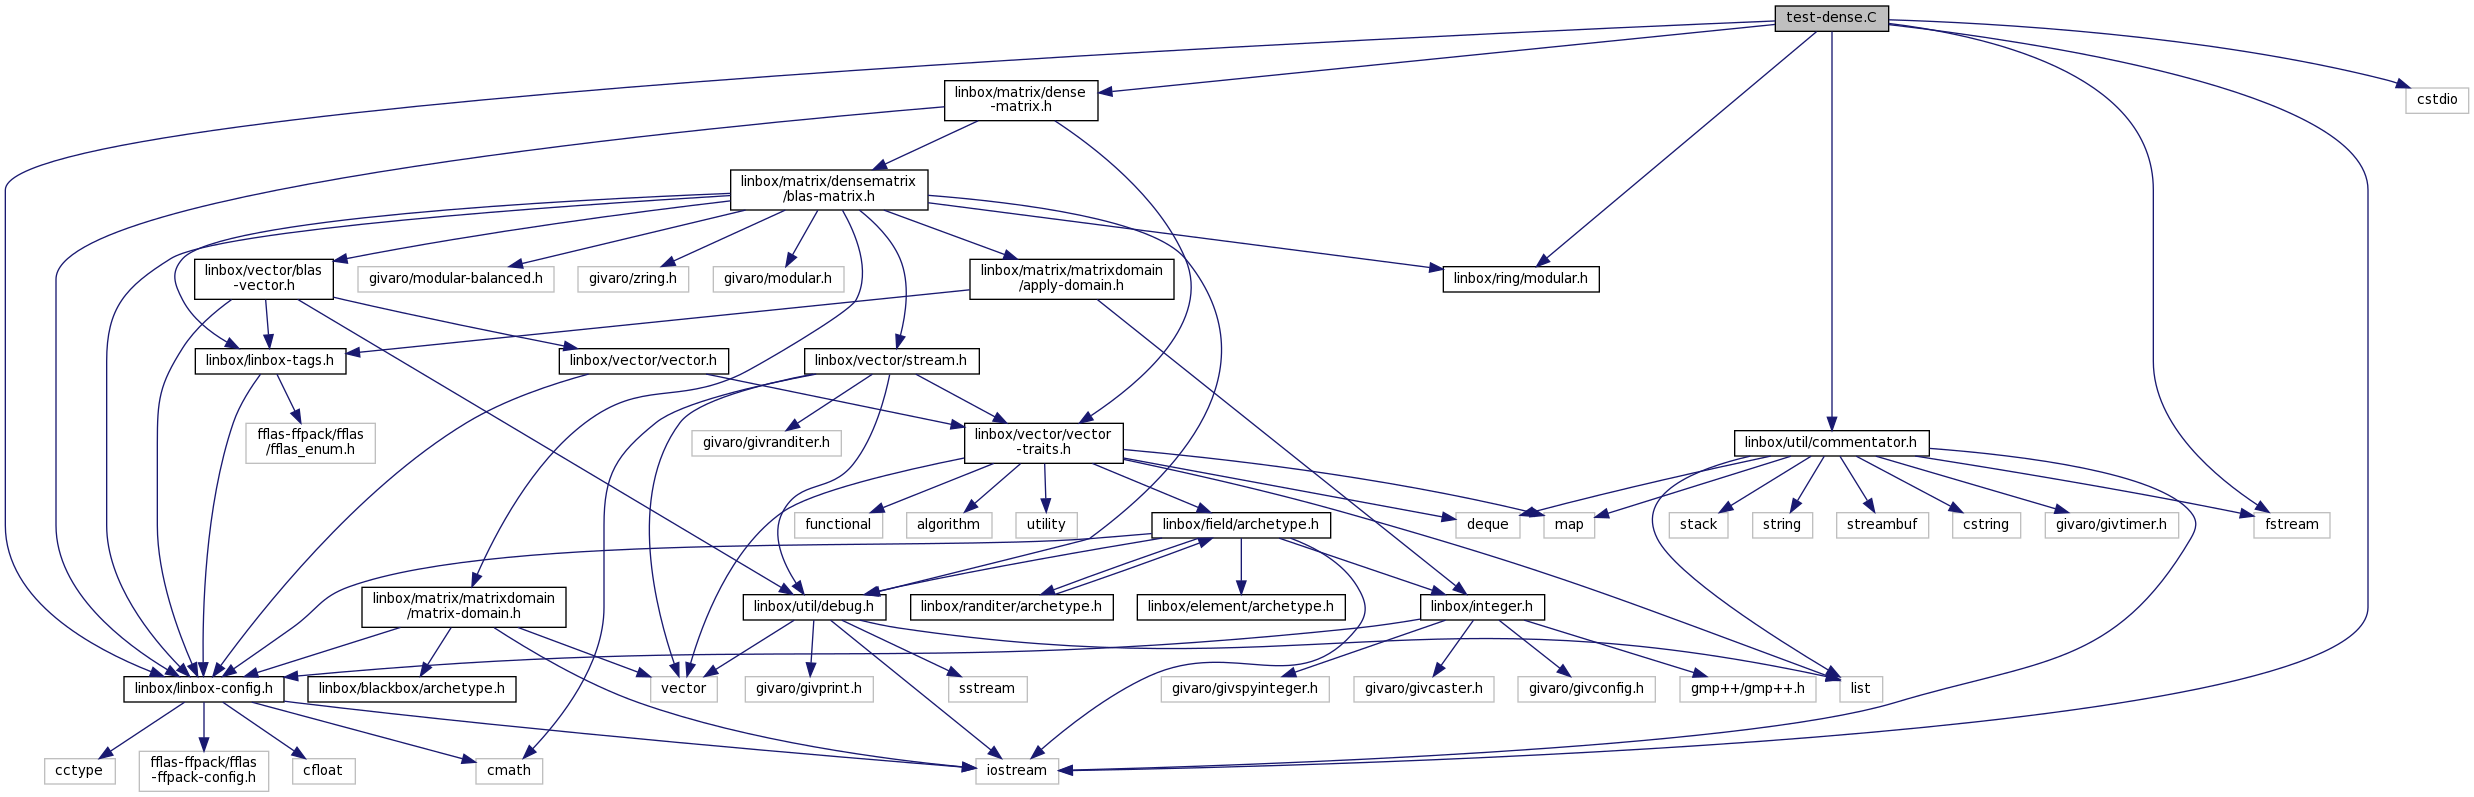 test-dense.C
linbox/matrix/dense
-matrix.h
cstdio
linbox/matrix/densematrix
/blas-matrix.h
linbox/vector/blas
-vector.h
givaro/modular-balanced.h
givaro/zring.h
givaro/modular.h
linbox/matrix/matrixdomain
/apply-domain.h
linbox/ring/modular.h
linbox/linbox-tags.h
linbox/vector/vector.h
linbox/vector/stream.h
fflas-ffpack/fflas
/fflas_enum.h
givaro/givranditer.h
linbox/vector/vector
-traits.h
linbox/util/commentator.h
functional
algorithm
utility
linbox/field/archetype.h
deque
map
stack
string
streambuf
cstring
givaro/givtimer.h
fstream
linbox/matrix/matrixdomain
/matrix-domain.h
linbox/util/debug.h
linbox/randiter/archetype.h
linbox/element/archetype.h
linbox/integer.h
linbox/linbox-config.h
linbox/blackbox/archetype.h
vector
givaro/givprint.h
sstream
givaro/givspyinteger.h
givaro/givcaster.h
givaro/givconfig.h
gmp++/gmp++.h
list
cctype
fflas-ffpack/fflas
-ffpack-config.h
cfloat
cmath
iostream